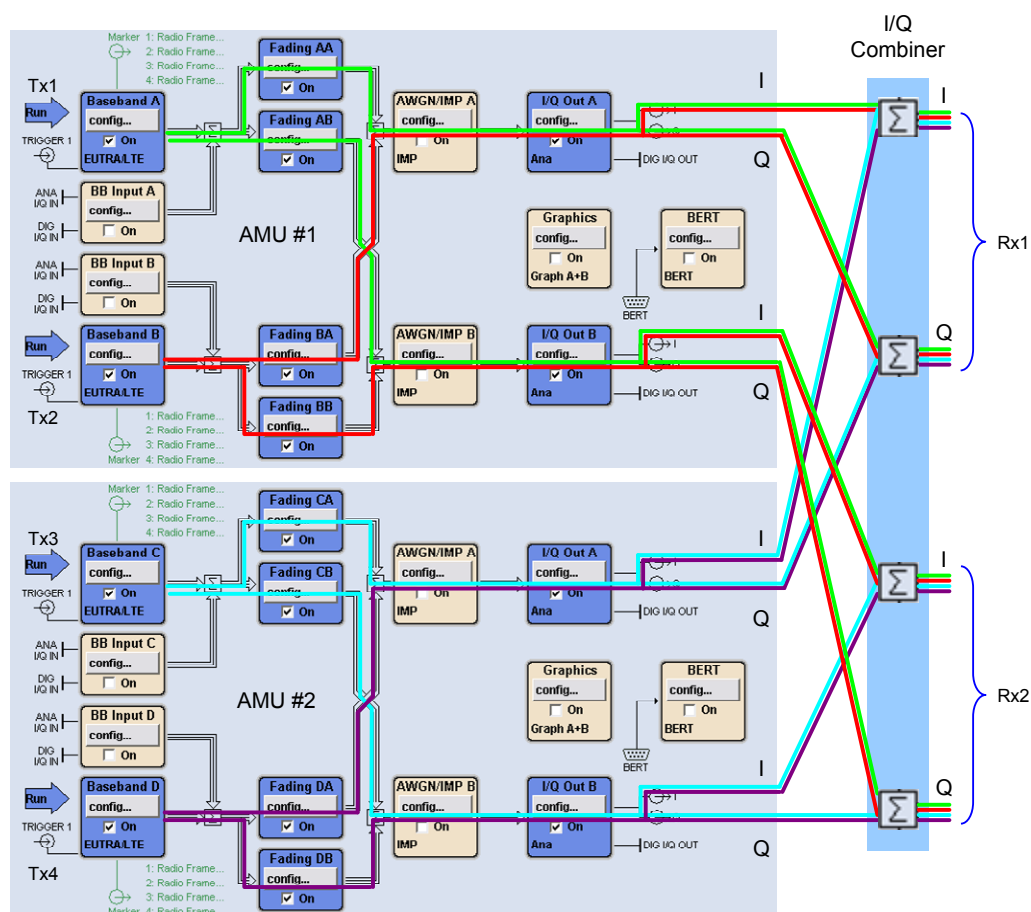 I/Q
Combiner
Marker 1: Radio Frame...
2: Radio Frame...
3: Radio Frame...
4: Radio Frame...
Tx1
Run
TRIGGER 1
Baseband A
config...
On
EUTRA/LTE
Fading AA
config...
On
Fading AB
config...
On
AWGN/IMP A
config...
On
IMP
I/Q Out A
config...
On
Ana
I
DIG I/Q OUT
I
Q
I
ANA
I/Q IN
DIG
I/Q IN
BB Input A
config...
On
AMU #1
Graphics
config...
On
Graph A+B
BERT
config...
On
BERT
BERT
Rx1
ANA
I/Q IN
DIG
I/Q IN
BB Input B
config...
On
Run
TRIGGER 1
Tx2
Baseband B
config...
On
EUTRA/LTE
Fading BA
config...
On
Fading BB
config...
On
AWGN/IMP B
config...
On
IMP
I/Q Out B
config...
On
Ana
I
DIG I/Q OUT
I
Q
Q
1: Radio Frame...
2: Radio Frame...
3: Radio Frame...
Marker 4: Radio Frame...
Marker 1: Radio Frame...
2: Radio Frame...
3: Radio Frame...
4: Radio Frame...
Tx3
Run
TRIGGER 1
Baseband C
config...
On
EUTRA/LTE
Fading CA
config...
On
Fading CB
config...
On
AWGN/IMP A
config...
On
IMP
I/Q Out A
config...
On
Ana
I
DIG I/Q OUT
I
Q
I
ANA
I/Q IN
DIG
I/Q IN
BB Input C
config...
On
AMU #2
Graphics
config...
On
Graph A+B
BERT
config...
On
BERT
BERT
Rx2
ANA
I/Q IN
DIG
I/Q IN
BB Input D
config...
On
Run
TRIGGER 1
Tx4
Baseband D
config...
On
EUTRA/LTE
Fading DA
config...
On
Fading DB
config...
On
AWGN/IMP B
config...
On
IMP
I/Q Out B
config...
On
Ana
I
DIG I/Q OUT
I
Q
Q
1: Radio Frame...
2: Radio Frame...
3: Radio Frame...
Marker 4: Radio Frame...